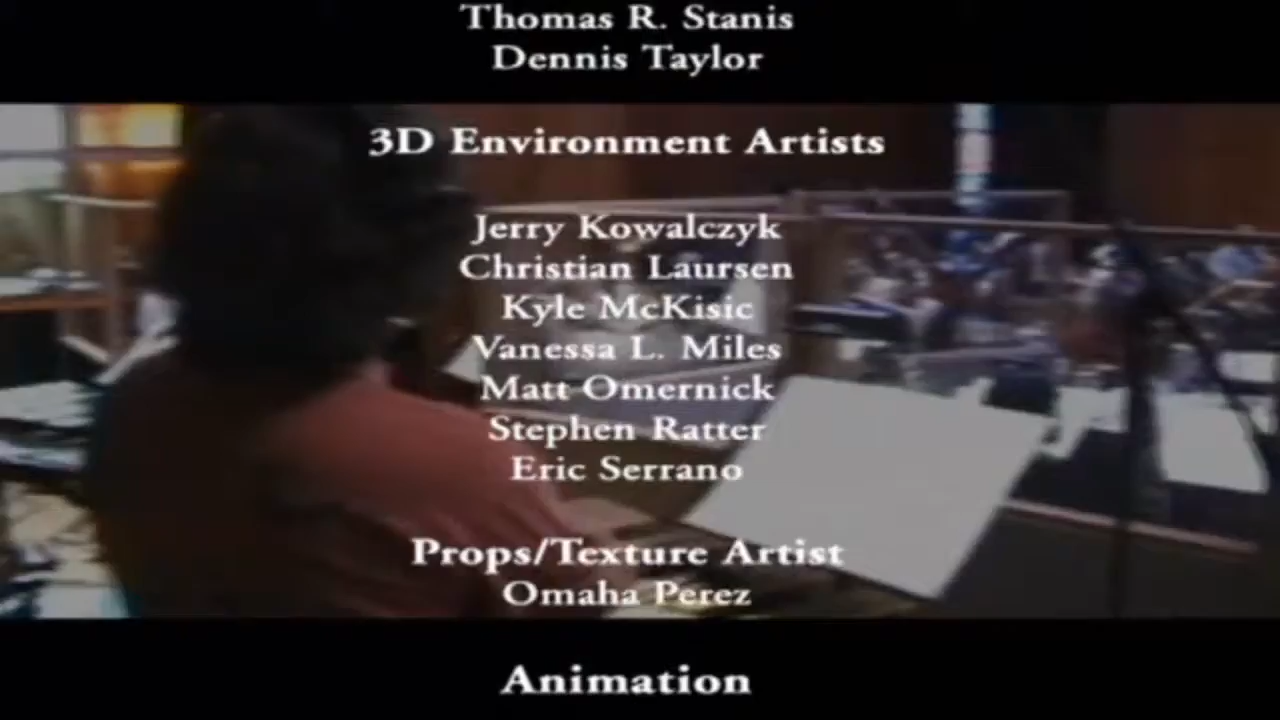 Thomas R. Stanis
Dennis Taylor
3D Environment Artists
Jerry Kowalczyk
Christian Laursen
Kyle McKisic
Vanessa L. Miles
Matt Omernick
Stephen Ratter
Eric Serrano
Props/Texture Artist
Omaha Perez
Animation